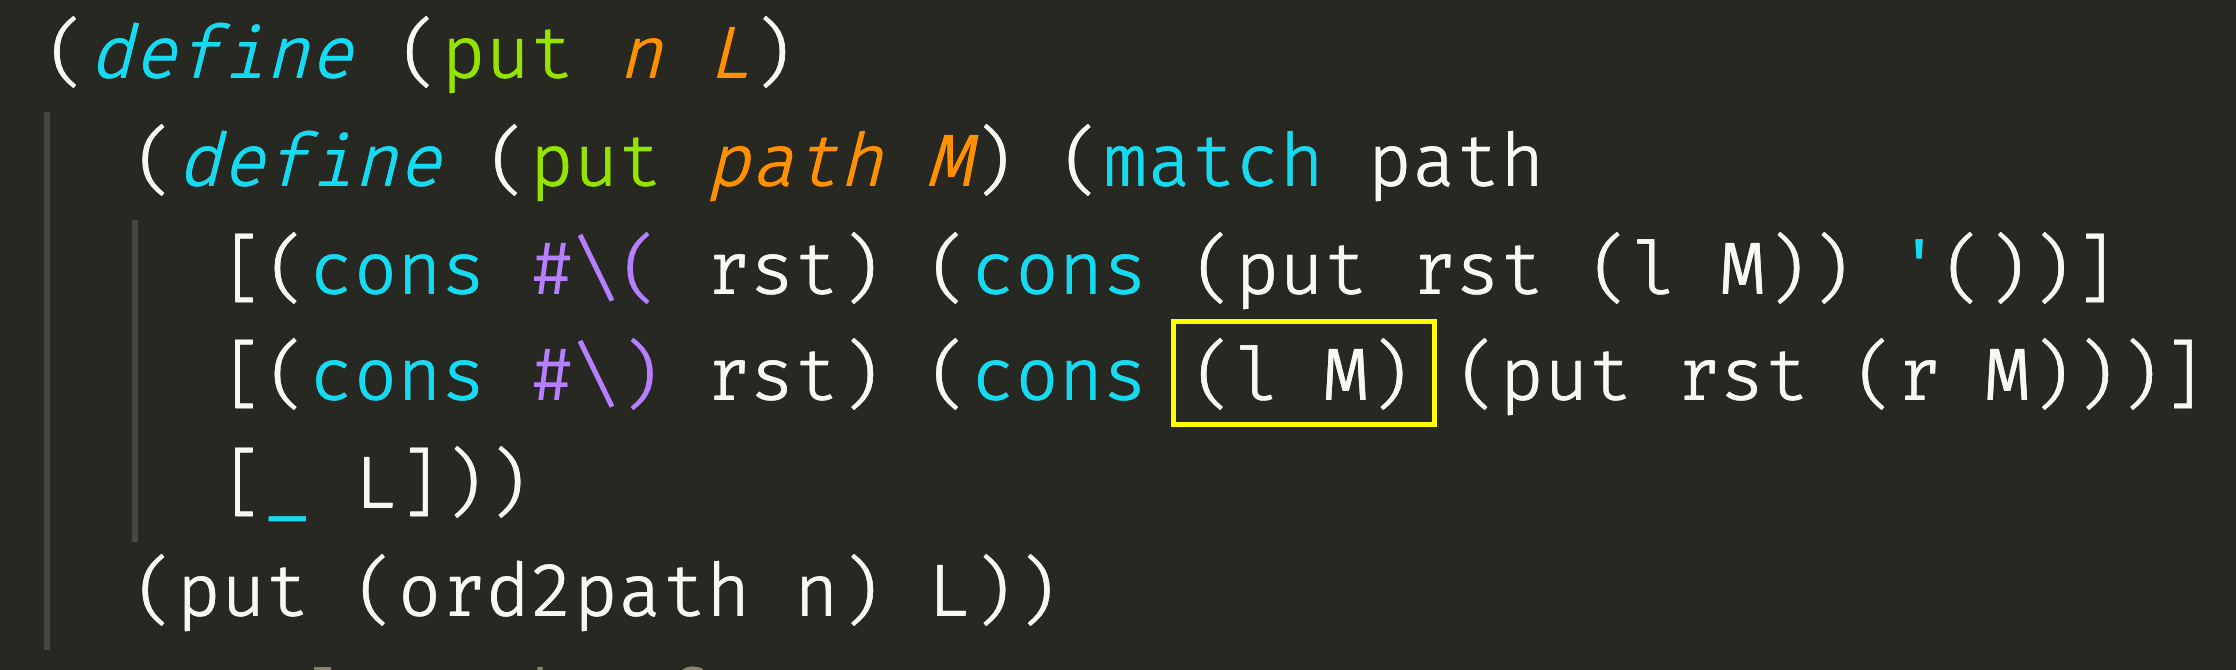 (define (put n L)
(define (put path M) (match path
[(cons #\( rst) (cons (put rst (l M)) '())]
[(cons #\) rst) (cons (l M) (put rst (r M)))]
[_ L]))
(put (ord2path n) L))